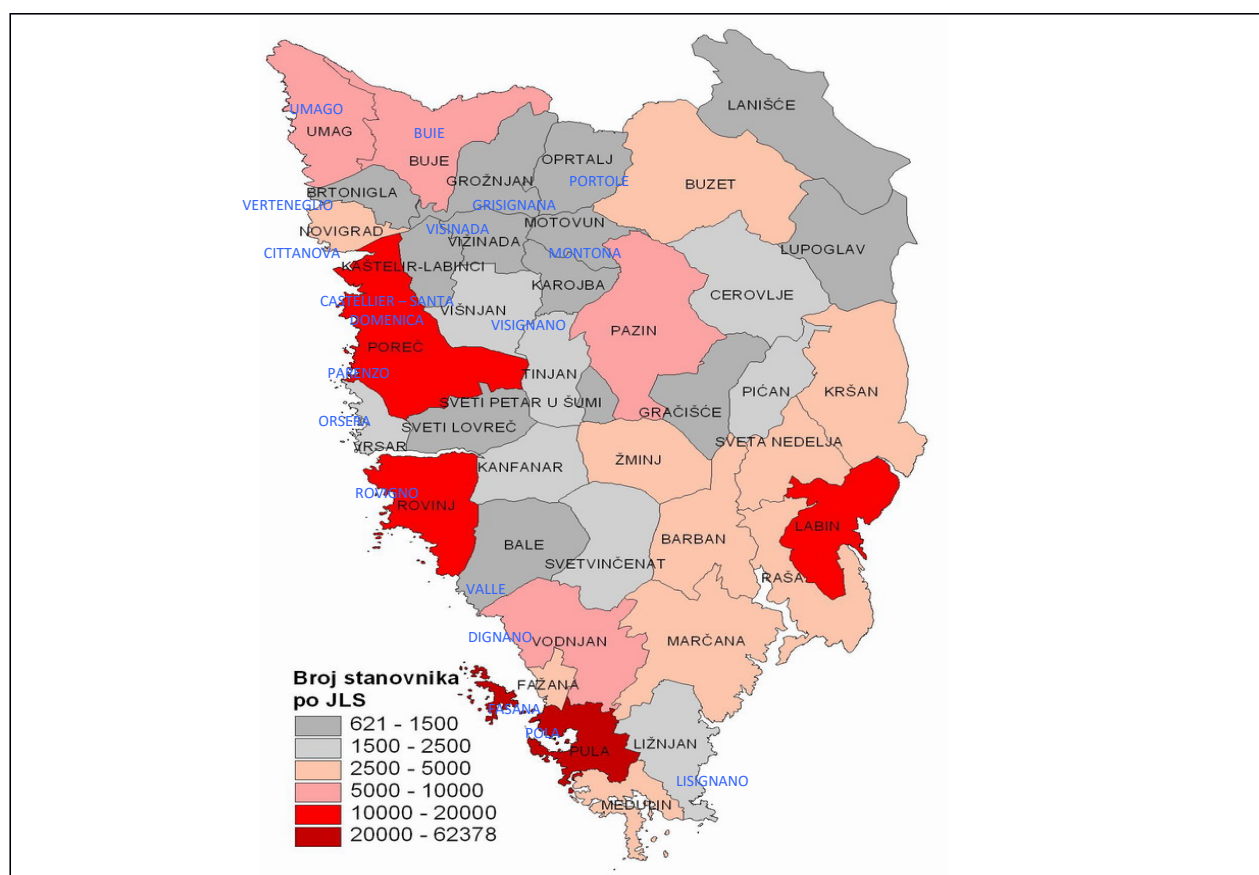 LANIŠĆE
UMAGO
UMAG
BUIE
BUJE
OPRTALJ
GROŽNJAN
PORTOLE
BUZET
BRTONIGLA
VERTENEGLIO
GRISIGNANA
NOVIGRAD
VISINADA
MOTOVUN
VIŽINADA
CITTANOVA
MONTONA
LUPOGLAV
KAŠTELIR-LABINCI
KAROJBA
CEROVLJE
CASTELLIER – SANTA
DOMENICA
VIŠNJAN
VISIGNANO
PAZIN
POREČ
PARENZO
TINJAN
PIĆAN
KRŠAN
SVETI PETAR U ŠUMI
GRAČIŠĆE
ORSERA
SVETI LOVREČ
VRSAR
SVETA NEDELJA
KANFANAR
ŽMINJ
ROVIGNO
ROVINJ
LABIN
BALE
BARBAN
SVETVINČENAT
RAŠA
VALLE
DIGNANO
VODNJAN
MARČANA
FAŽANA
FASANA
POLA
PULA
LIŽNJAN
LISIGNANO
MEDULIN
Broj stanovnika
po JLS
621 - 1500
1500 - 2500
2500 - 5000
5000 - 10000
10000 - 20000
20000 - 62378